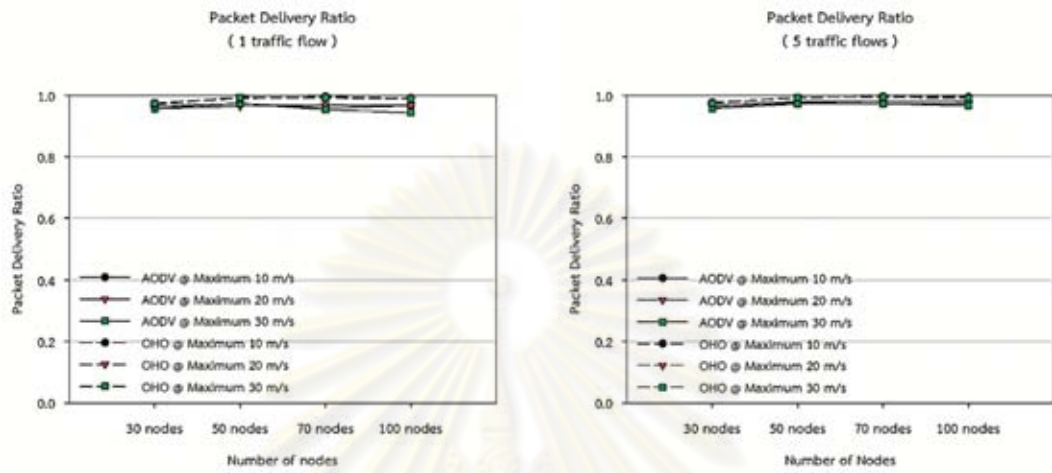 Packet Delivery Ratio
( 1 traffic flow )
Packet Delivery Ratio
1.0
0.8
0.6
0.4
0.2
0.0
AODV @ Maximum 10 m/s
AODV @ Maximum 20 m/s
AODV @ Maximum 30 m/s
OHO @ Maximum 10 m/s
OHO @ Maximum 20 m/s
OHO @ Maximum 30 m/s
30 nodes 50 nodes 70 nodes 100 nodes
Number of nodes
Packet Delivery Ratio
( 5 traffic flows )
Packet Delivery Ratio
1.0
0.8
0.6
0.4
0.2
0.0
AODV @ Maximum 10 m/s
AODV @ Maximum 20 m/s
AODV @ Maximum 30 m/s
OHO @ Maximum 10 m/s
OHO @ Maximum 20 m/s
OHO @ Maximum 30 m/s
30 nodes 50 nodes 70 nodes 100 nodes
Number of Nodes